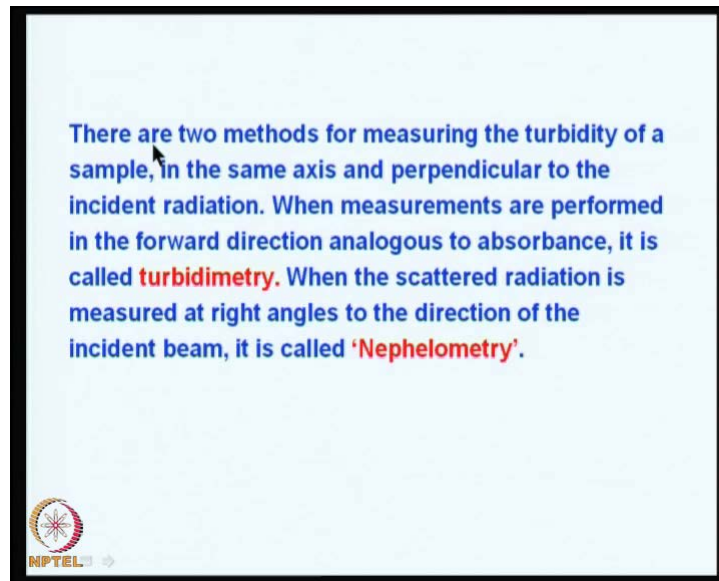 There are two methods for measuring the turbidity of a
sample, in the same axis and perpendicular to the
incident radiation. When measurements are performed
in the forward direction analogous to absorbance, it is
called turbidimetry. When the scattered radiation is
measured at right angles to the direction of the
incident beam, it is called ‘Nephelometry’.
NPTEL